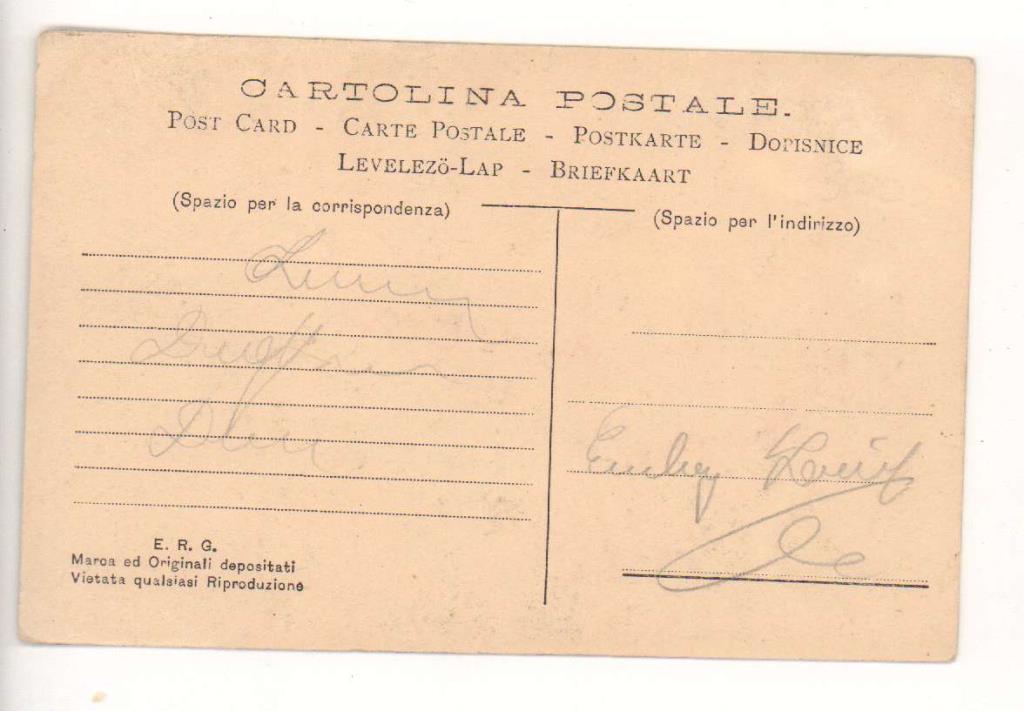 CARTOLINA POSTALE.
POST CARD - CARTE POSTALE - POSTKARTE - DOPISNICE
LEVELEZŐ-LAP - BRIEFKAART
(Spazio per la corrispondenza)
(Spazio per l'indirizzo)
E. R. G.
Marca ed Originali depositati
Vietata qualsiasi Riproduzione